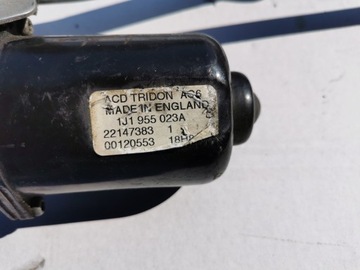 ACD TRIDON
MADE IN ENGLAND
1J1 955 023A
22147383 1
00120553